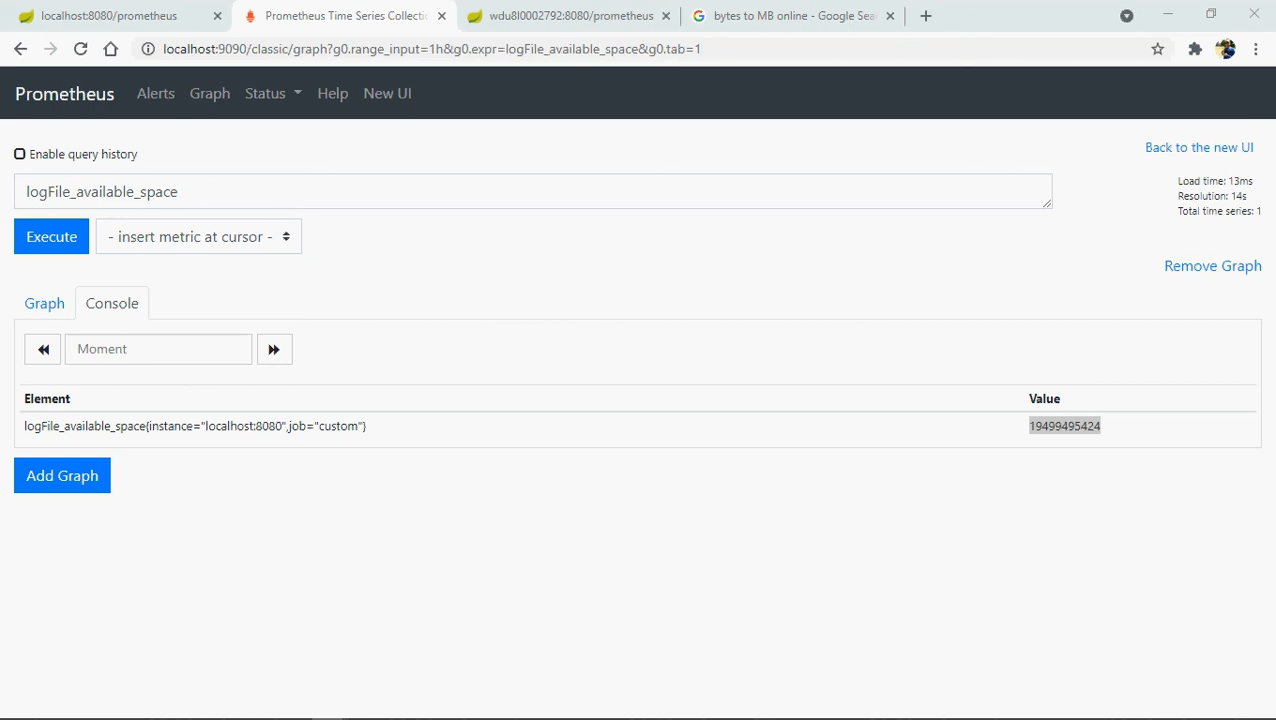 localhost:8080/prometheus
Prometheus Time Series Collectio
wdu8l0002792:8080/prometheus
bytes to MB online - Google Sea
localhost:9090/classic/graph?g0.range_input=1h&g0.expr=logFile_available_space&g0.tab=1
Prometheus Alerts Graph Status Help New UI
Enable query history
Back to the new UI
logFile_available_space
Load time: 13ms
Resolution: 14s
Total time series: 1
Execute
- insert metric at cursor -
Remove Graph
Graph Console
Moment
Element Value
logFile_available_space{instance="localhost:8080",job="custom"} 19499495424
Add Graph